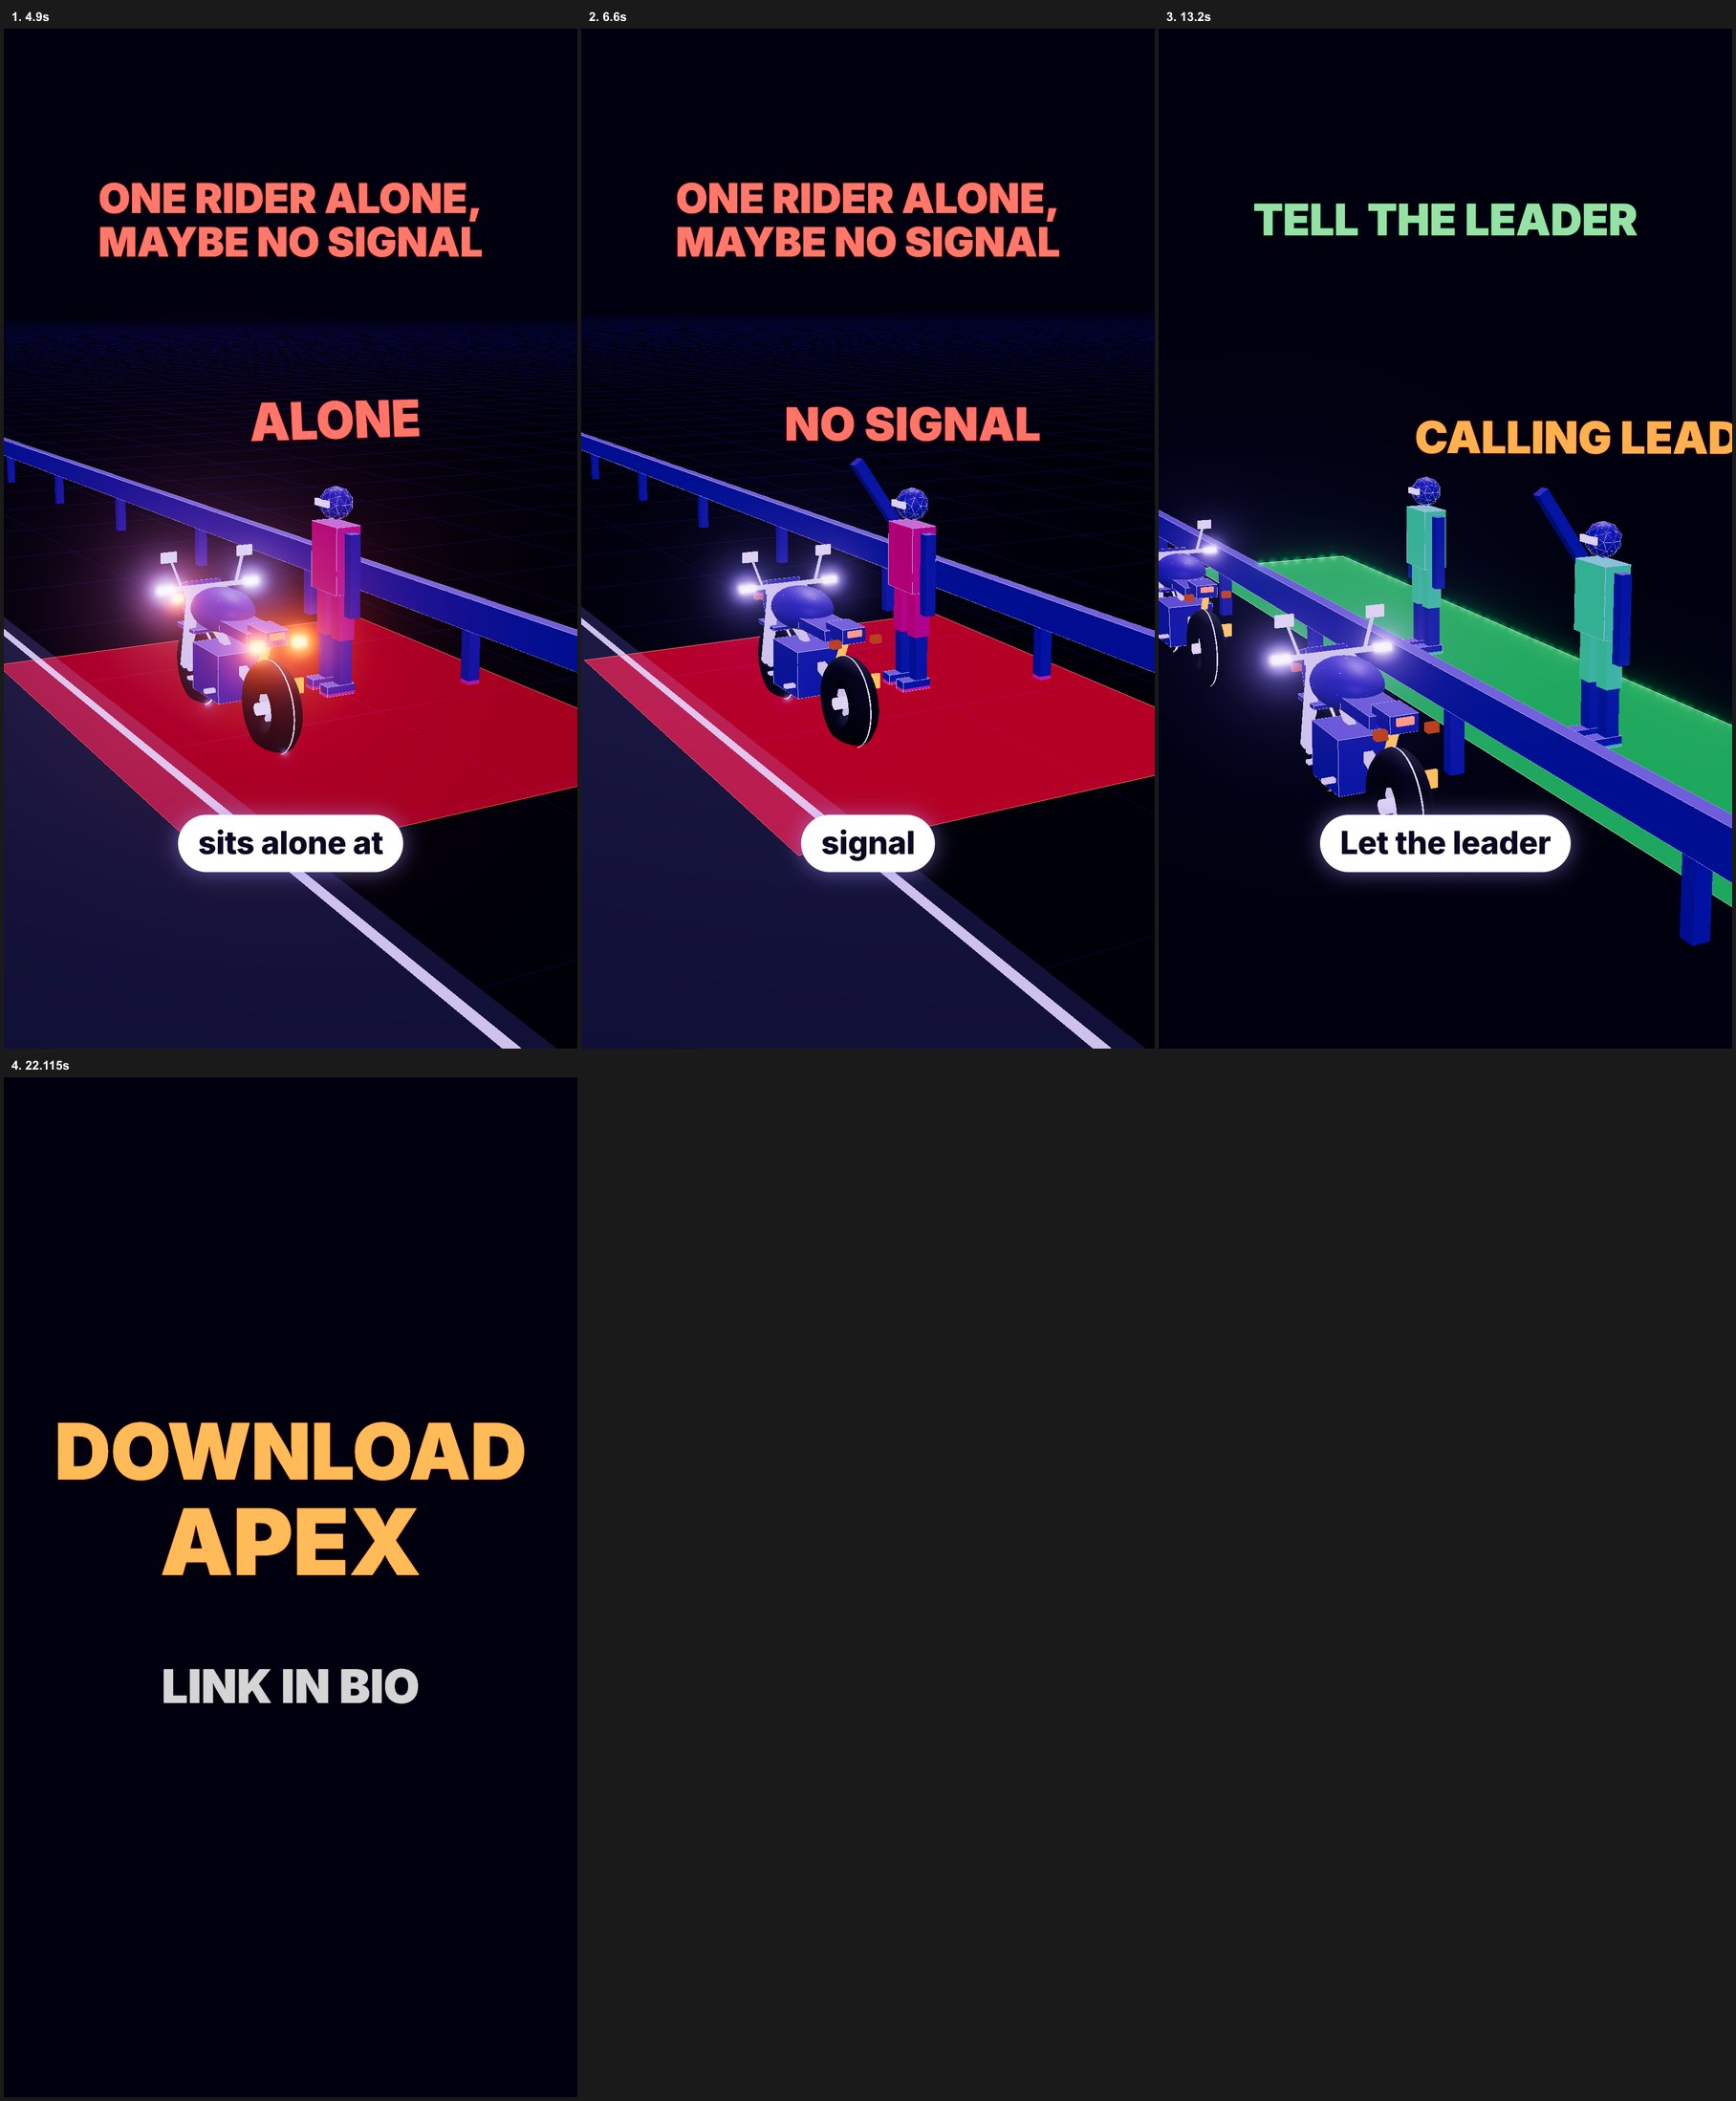 1. 4.9s
ONE RIDER ALONE,
MAYBE NO SIGNAL
ALONE
sits alone at
2. 6.6s
ONE RIDER ALONE,
MAYBE NO SIGNAL
NO SIGNAL
signal
3. 13.2s
TELL THE LEADER
CALLING LEAD
Let the leader
4. 22.115s
DOWNLOAD
APEX
LINK IN BIO